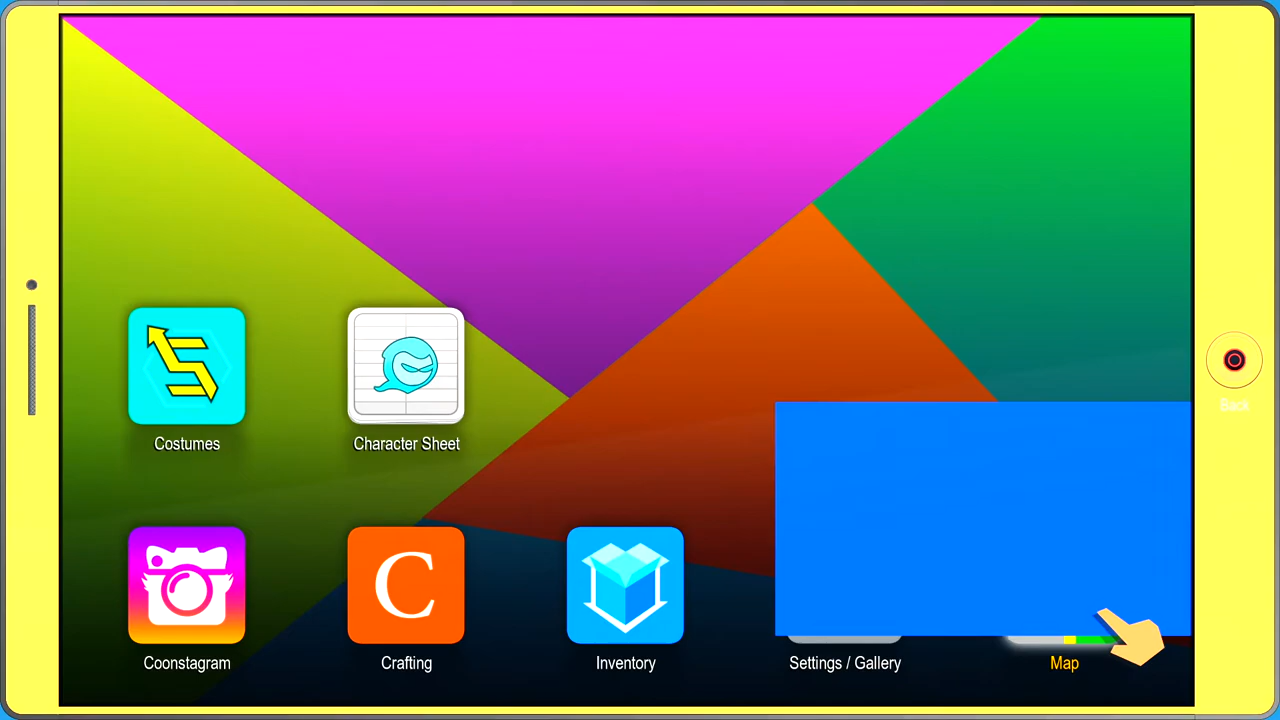 Costumes
Character Sheet
Back
Coonstagram
C
Crafting
Inventory
Settings / Gallery
Map